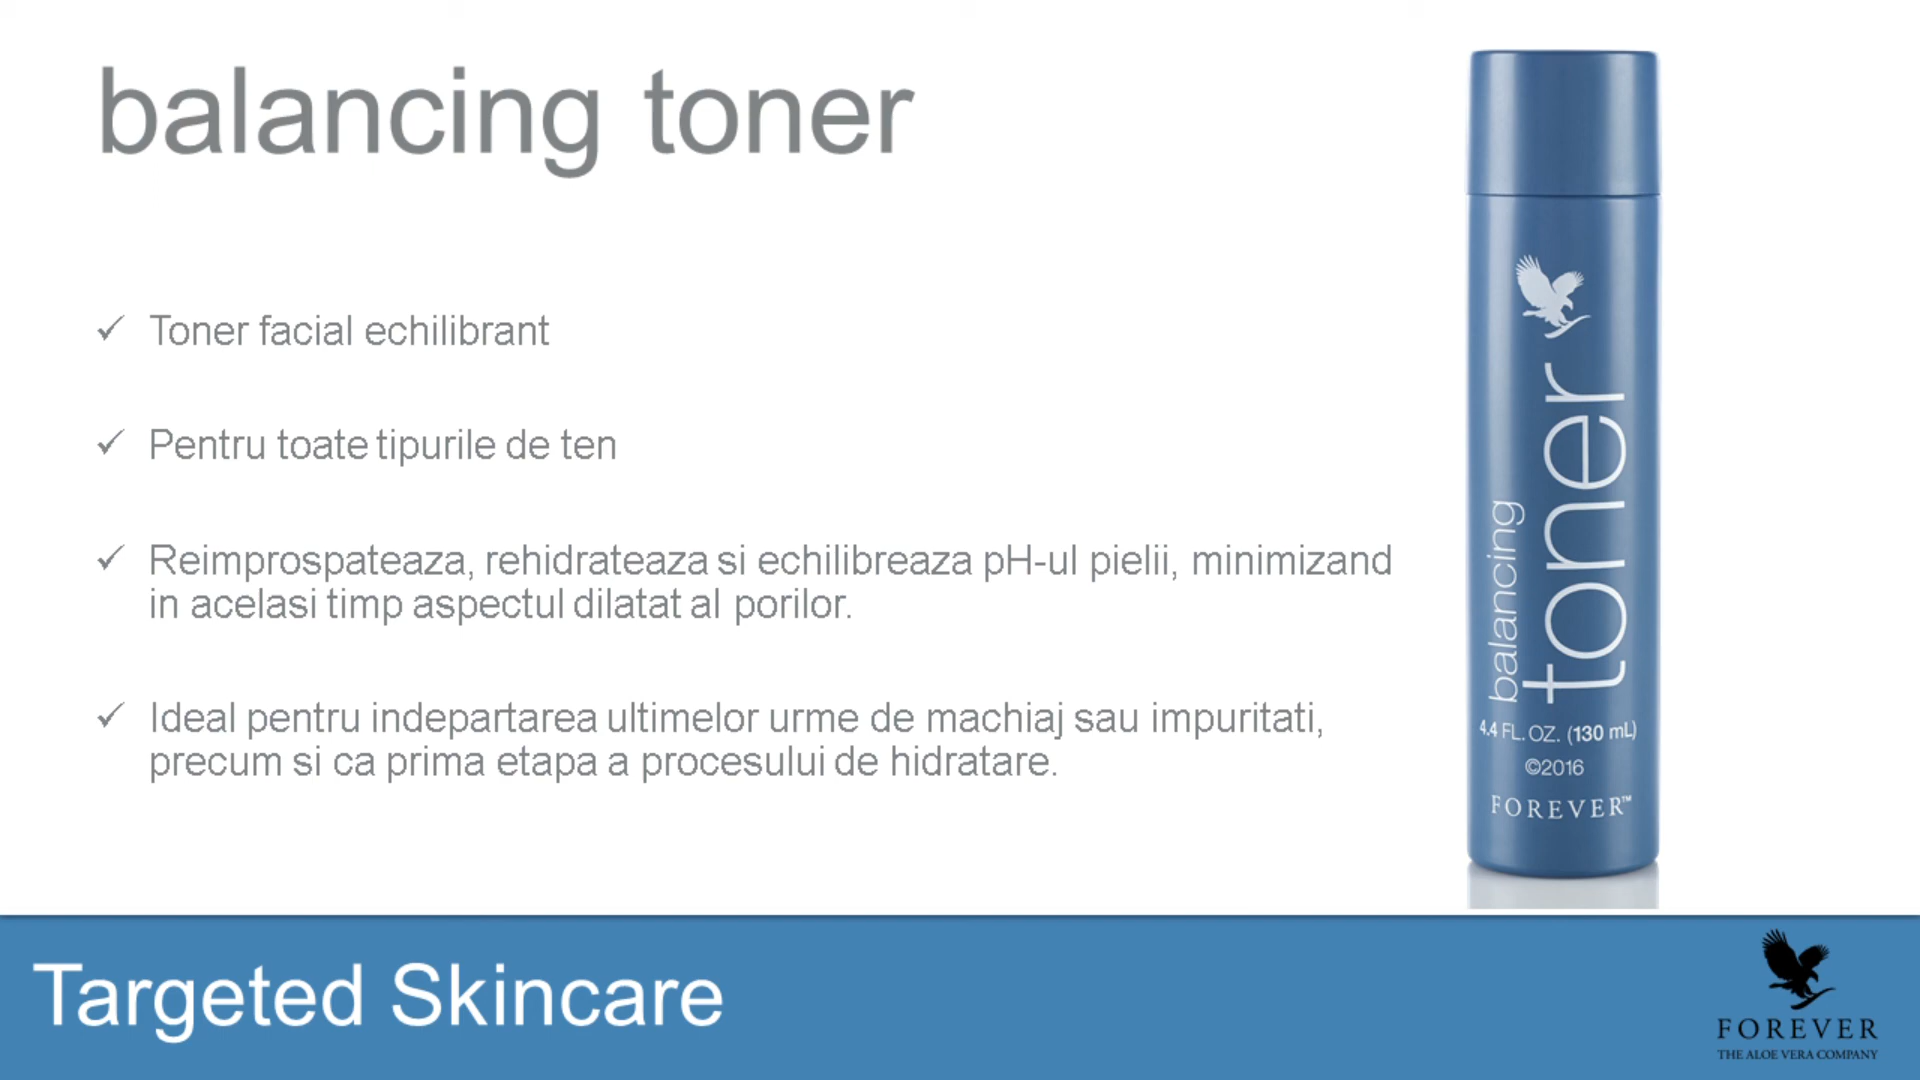 balancing toner
Toner facial echilibrant
Pentru toate tipurile de ten
Reimprospateaza, rehidrateaza si echilibreaza pH-ul pielii, minimizand
in acelasi timp aspectul dilatat al porilor.
Ideal pentru indepartarea ultimelor urme de machiaj sau impuritati,
precum si ca prima etapa a procesului de hidratare.
balancing
toner
4.4 FL. OZ. (130 mL)
©2016
FOREVER™
Targeted Skincare
FOREVER
THE ALOE VERA COMPANY